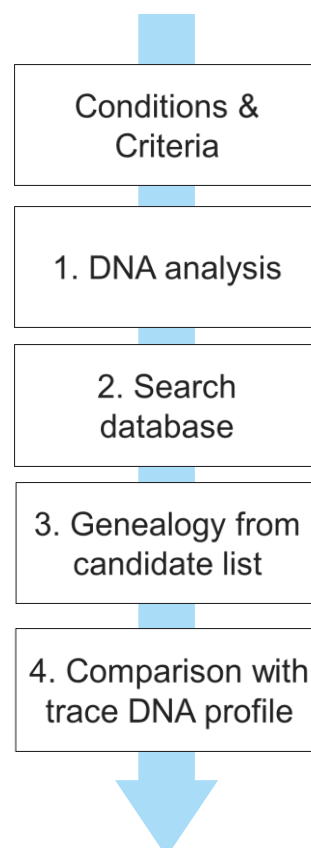 Conditions &
Criteria
1. DNA analysis
2. Search
database
3. Genealogy from
candidate list
4. Comparison with
trace DNA profile